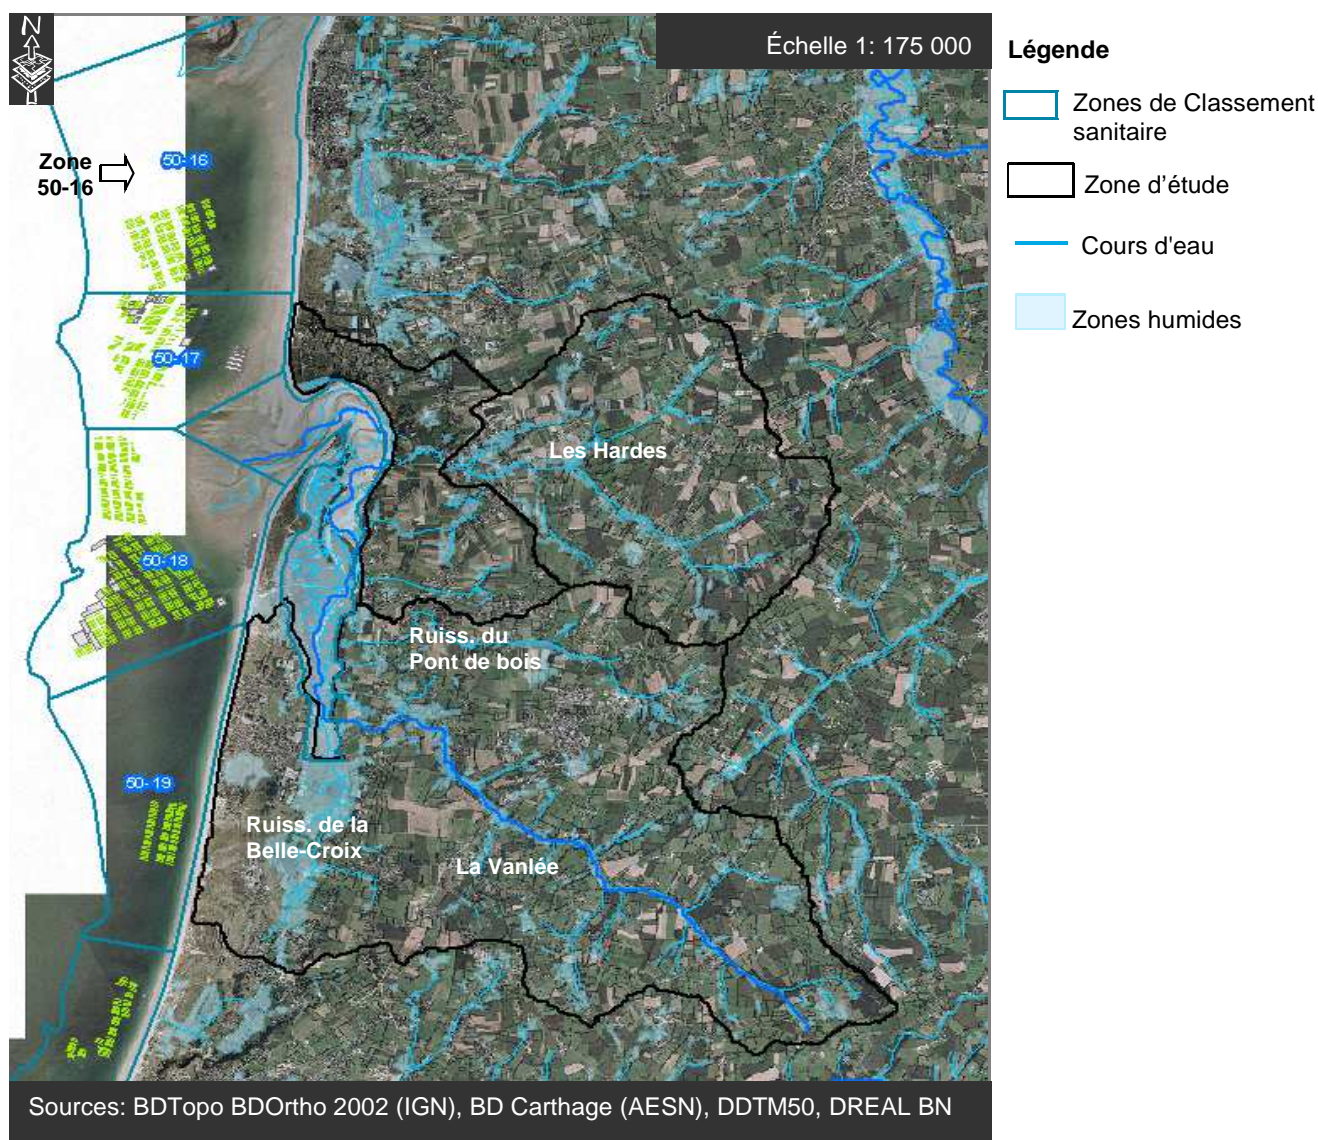 N
Échelle 1: 175 000
Légende
Zones de Classement
sanitaire
Zone d'étude
Cours d'eau
Zones humides
Zone
50-16
50-16
50-17
50-18
50-19
Les Hardes
Ruiss. du
Pont de bois
Ruiss. de la
Belle-Croix
La Vanlée
Sources: BDTopo BDOrtho 2002 (IGN), BD Carthage (AESN), DDTM50, DREAL BN